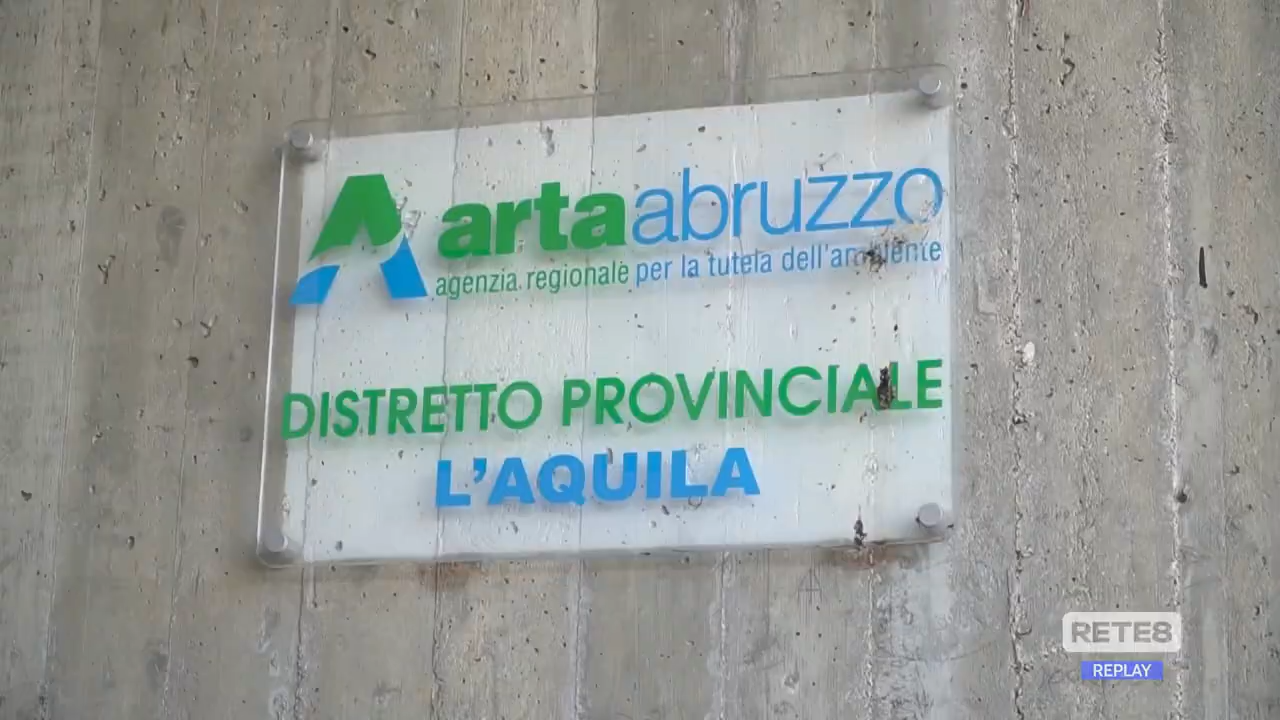 artaabruzzo
agenzia regionale per la tutela dell'ambiente
DISTRETTO PROVINCIALE
L'AQUILA
RETE8
REPLAY